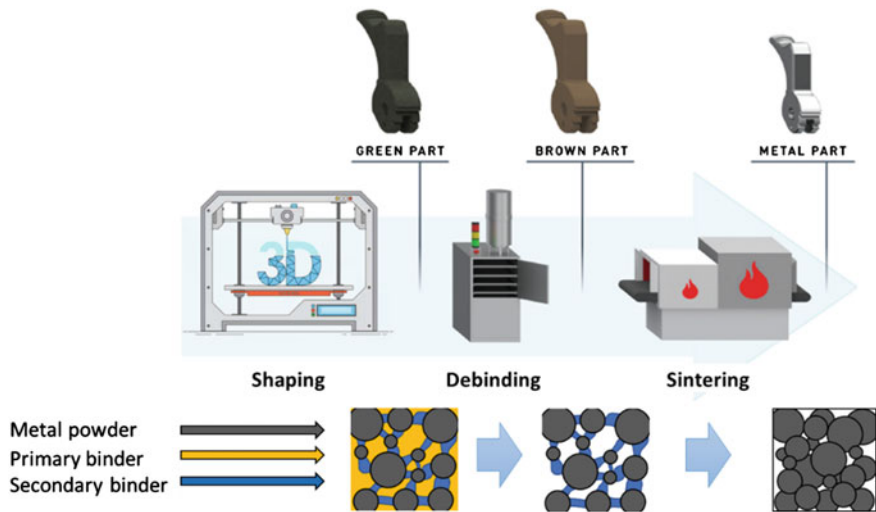 GREEN PART
BROWN PART
METAL PART
3D
Shaping
Debinding
Sintering
Metal powder
Primary binder
Secondary binder